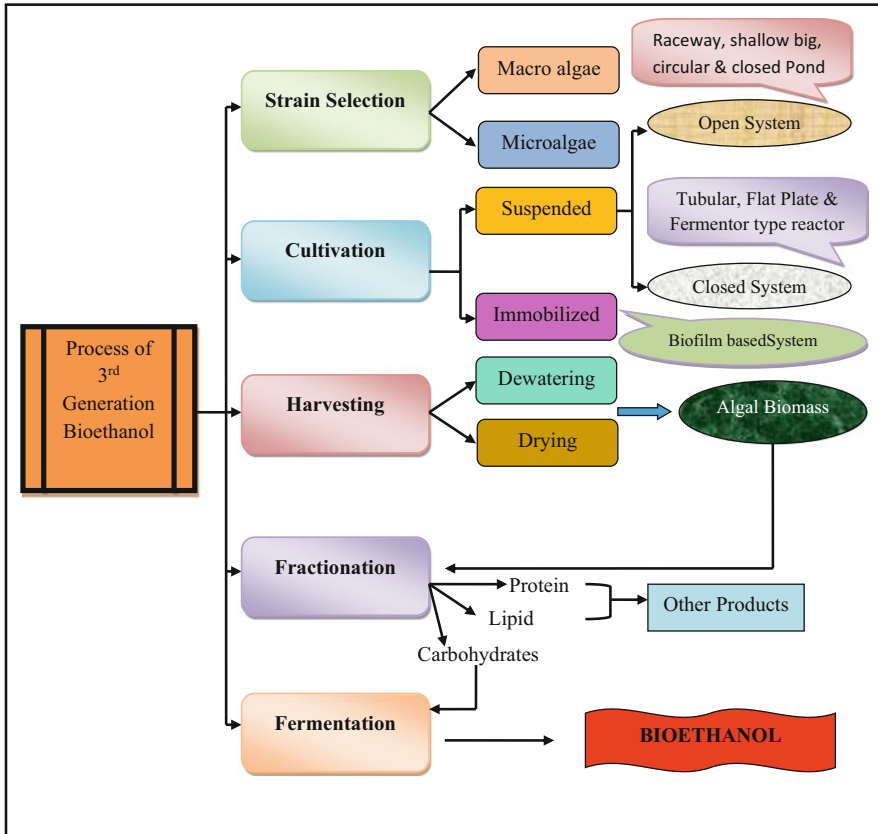 Raceway, shallow big,
circular & closed Pond
Macro algae
Strain Selection
Open System
Microalgae
Tubular, Flat Plate &
Fermentor type reactor
Suspended
Cultivation
Closed System
Immobilized
Biofilm basedSystem
Process of
3rd
Generation
Bioethanol
Dewatering
Harvesting
Algal Biomass
Drying
Fractionation
Protein
Lipid
Other Products
Carbohydrates
Fermentation
BIOETHANOL